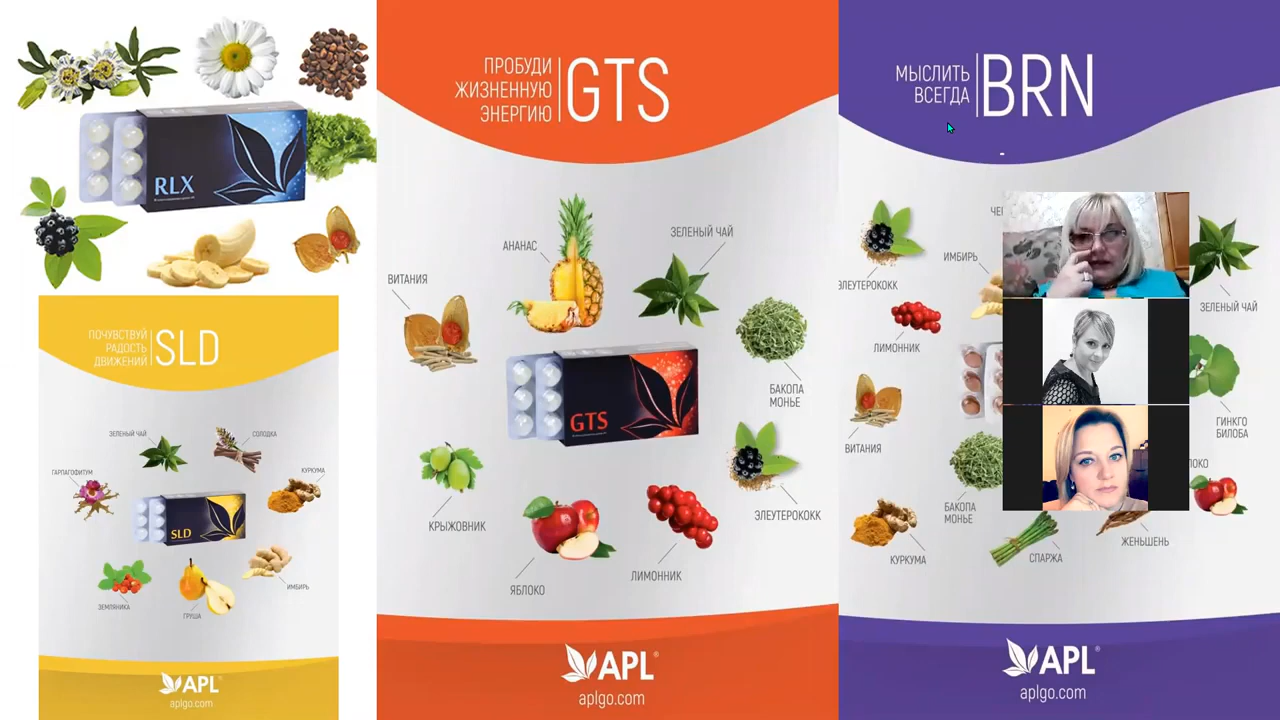 RLX
ПОЧУВСТВУЙ
РАДОСТЬ
ДВИЖЕНИЙ
SLD
ЗЕЛЕНЫЙ ЧАЙ
СОЛОДКА
ГАРПАГОФИТУМ
КУРКУМА
SLD
ИМБИРЬ
ЗЕМЛЯНИКА
ГРУША
APL
aplgo.com
ПРОБУДИ
ЖИЗНЕННУЮ
ЭНЕРГИЮ
GTS
АНАНАС
ЗЕЛЕНЫЙ ЧАЙ
ВИТАНИЯ
БАКОПА
МОНЬЕ
GTS
КРЫЖОВНИК
ЭЛЕУТЕРОКОКК
ЛИМОННИК
ЯБЛОКО
APL
aplgo.com
МЫСЛИТЬ
ВСЕГДА
BRN
ИМБИРЬ
ЭЛЕУТЕРОКОКК
ЗЕЛЕНЫЙ ЧАЙ
ЛИМОННИК
ГИНКГО
БИЛОБА
ВИТАНИЯ
БАКОПА
МОНЬЕ
ЖЕНЬШЕНЬ
СПАРЖА
КУРКУМА
APL
aplgo.com